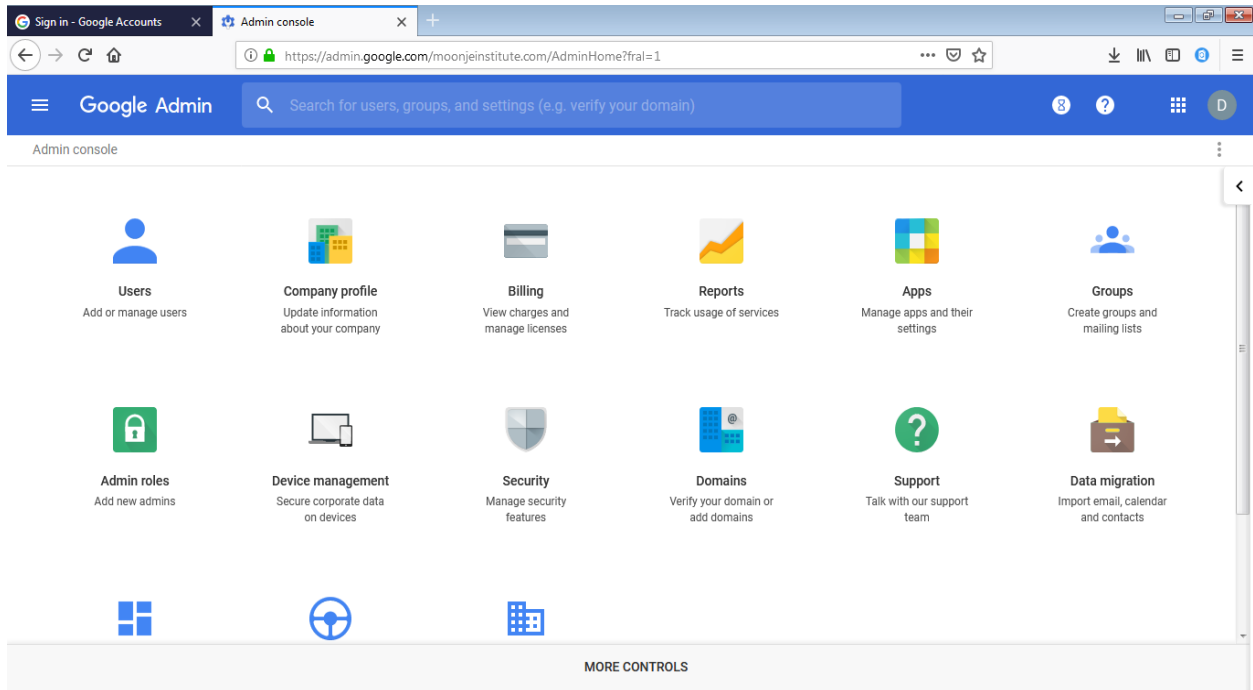 Sign in - Google Accounts
Admin console
https://admin.google.com/moonjeinstitute.com/AdminHome?fral=1
Google Admin
Search for users, groups, and settings (e.g. verify your domain)
8
?
D
Admin console
Users
Add or manage users
Company profile
Update information
about your company
Billing
View charges and
manage licenses
Reports
Track usage of services
Apps
Manage apps and their
settings
Groups
Create groups and
mailing lists
@
?
Admin roles
Add new admins
Device management
Secure corporate data
on devices
Security
Manage security
features
Domains
Verify your domain or
add domains
Support
Talk with our support
team
Data migration
Import email, calendar
and contacts
MORE CONTROLS